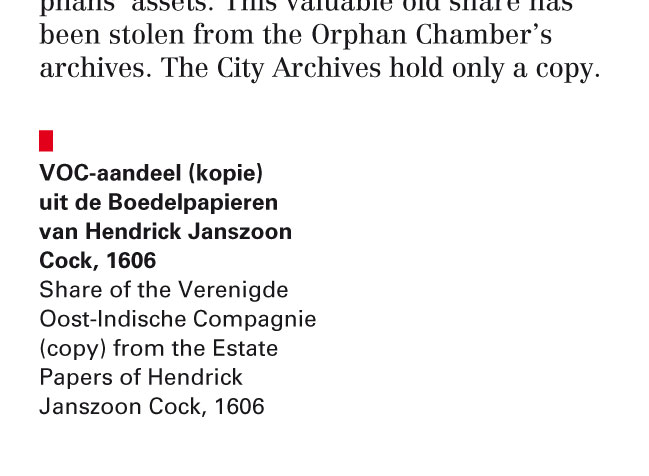 phans' assets. This valuable old share has
been stolen from the Orphan Chamber’s
archives. The City Archives hold only a copy.
VOC-aandeel (kopie)
uit de Boedelpapieren
van Hendrick Janszoon
Cock, 1606
Share of the Verenigde
Oost-Indische Compagnie
(copy) from the Estate
Papers of Hendrick
Janszoon Cock, 1606